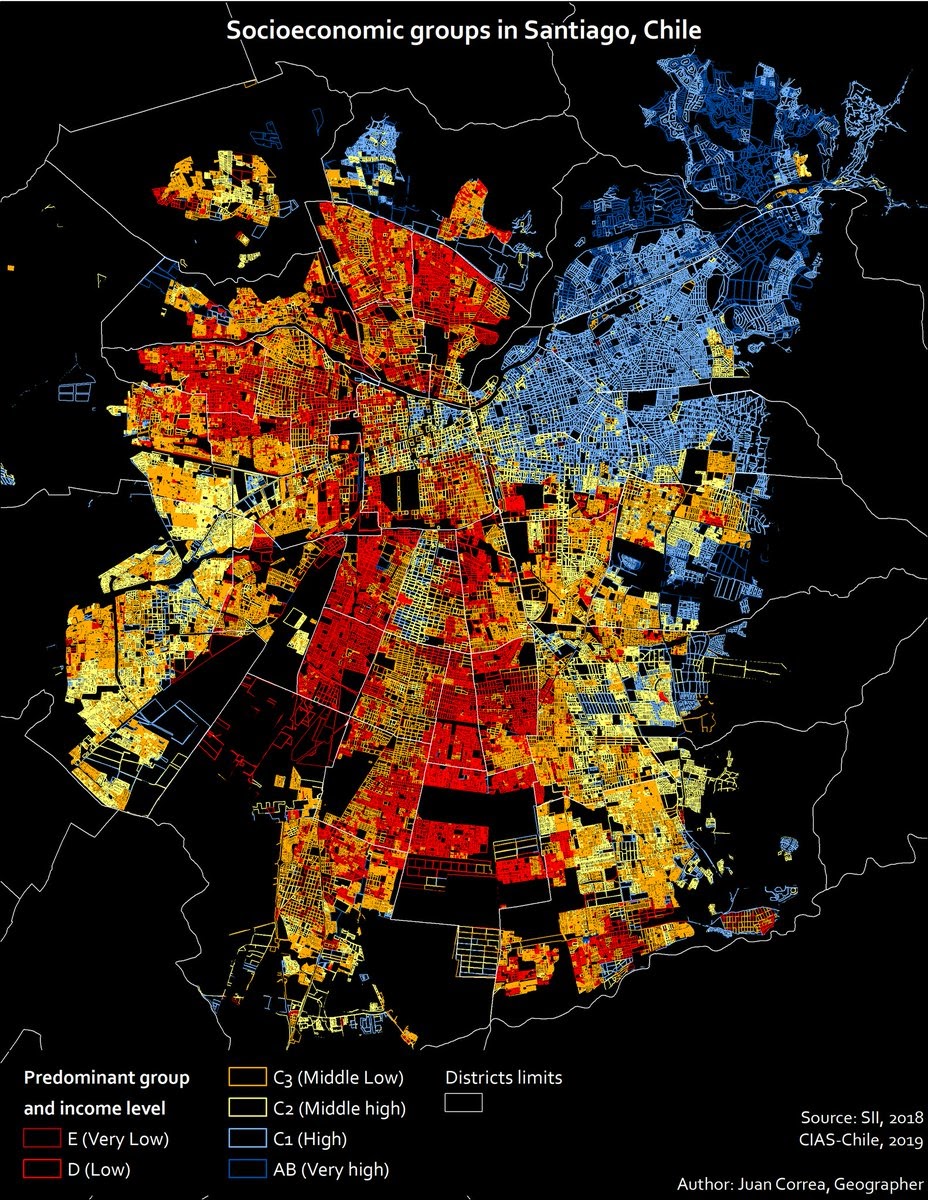 Socioeconomic groups in Santiago, Chile
Predominant group
and income level
E (Very Low)
D (Low)
C3 (Middle Low)
C2 (Middle high)
C1 (High)
AB (Very high)
Districts limits
Source: SII, 2018
CIAS-Chile, 2019
Author: Juan Correa, Geographer